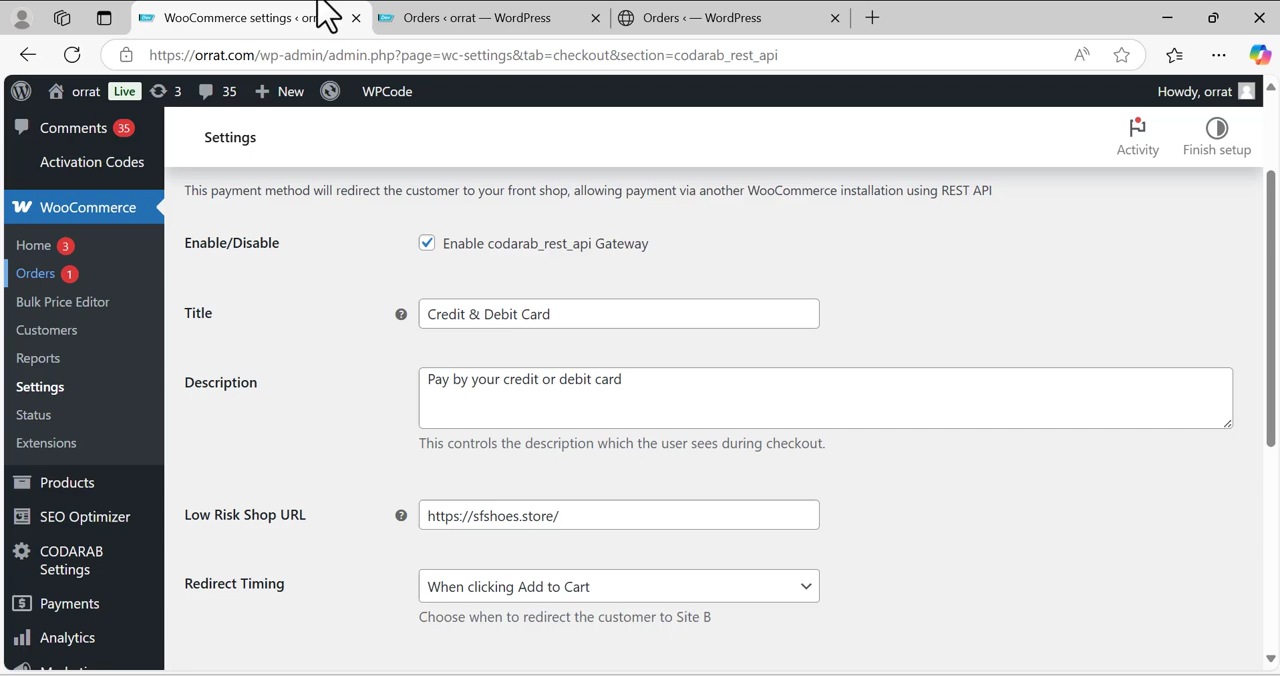 WooCommerce settings ‹ orr
Orders ‹ orrat — WordPress
Orders ‹ — WordPress
https://orrat.com/wp-admin/admin.php?page=wc-settings&tab=checkout&section=codarab_rest_api
orrat Live 3 35 New WPCode
Howdy, orrat
Comments 35
Activation Codes
WooCommerce
Home 3
Orders 1
Bulk Price Editor
Customers
Reports
Settings
Status
Extensions
Products
SEO Optimizer
CODARAB
Settings
Payments
Analytics
Settings
Activity
Finish setup
This payment method will redirect the customer to your front shop, allowing payment via another WooCommerce installation using REST API
Enable/Disable
Enable codarab_rest_api Gateway
Title
Credit & Debit Card
Description
Pay by your credit or debit card
This controls the description which the user sees during checkout.
Low Risk Shop URL
https://sfshoes.store/
Redirect Timing
When clicking Add to Cart
Choose when to redirect the customer to Site B